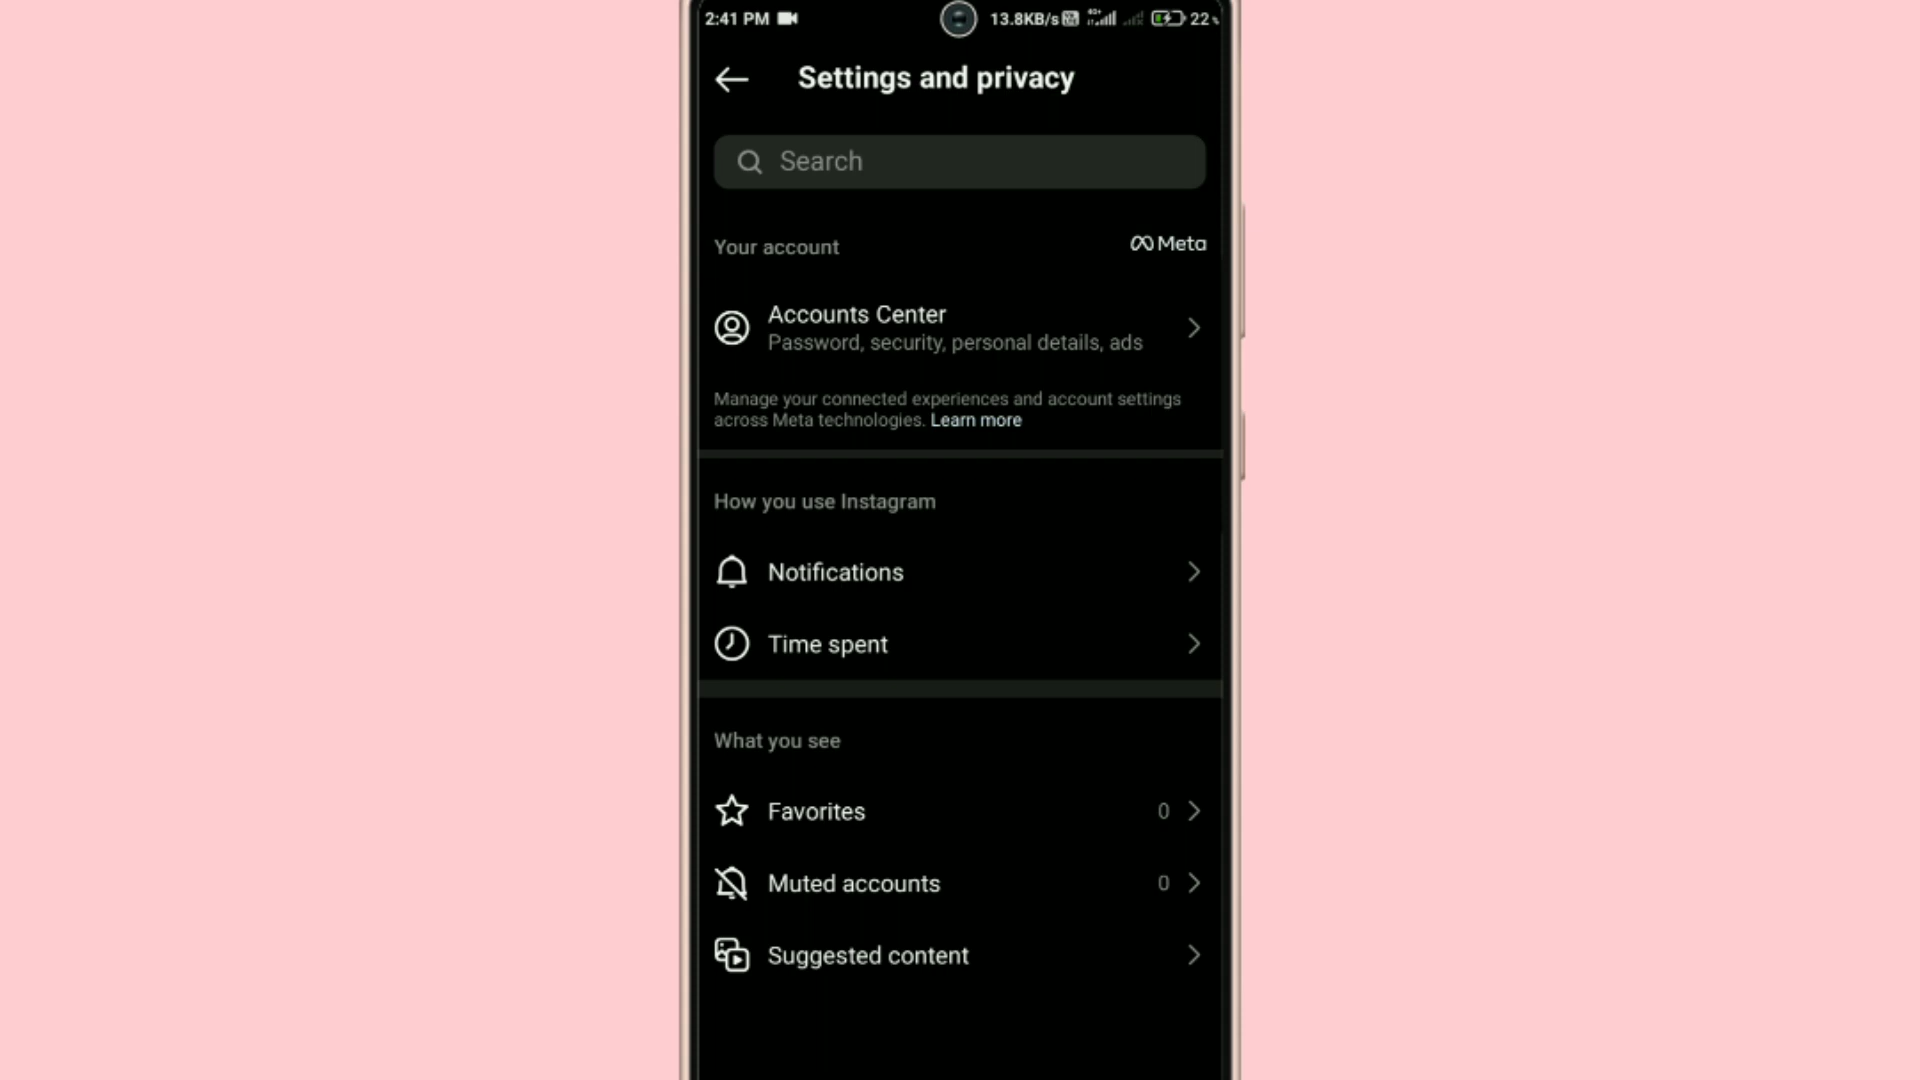 2:41 PM 13.8KB/s 22
Settings and privacy
Search
Your account
Meta
Accounts Center
Password, security, personal details, ads
Manage your connected experiences and account settings
across Meta technologies. Learn more
How you use Instagram
Notifications
Time spent
What you see
Favorites 0
Muted accounts 0
Suggested content